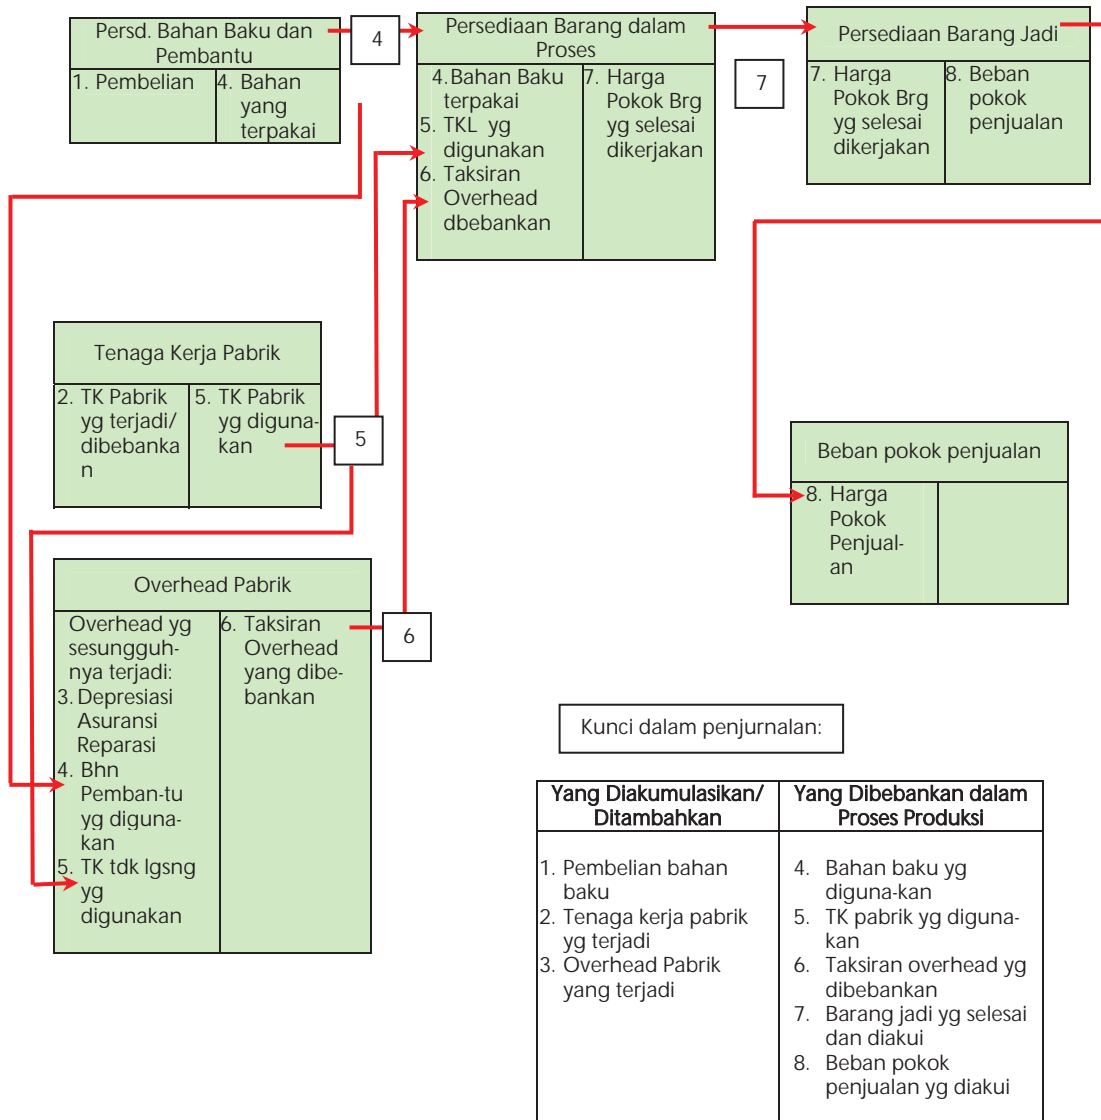 Persd. Bahan Baku dan
Pembantu
1. Pembelian
4. Bahan
yang
terpakai
4
Persediaan Barang dalam
Proses
4.Bahan Baku
terpakai
5. TKL yg
digunakan
6. Taksiran
Overhead
dbebankan
7. Harga
Pokok Brg
yg selesai
dikerjakan
7
Persediaan Barang Jadi
7. Harga
Pokok Brg
yg selesai
dikerjakan
8. Beban
pokok
penjualan
Tenaga Kerja Pabrik
2. TK Pabrik
yg terjadi/
dibebanka
n
5. TK Pabrik
yg diguna-
kan
5
Beban pokok penjualan
8. Harga
Pokok
Penjual-
an
Overhead Pabrik
Overhead yg
sesungguh-
nya terjadi:
3. Depresiasi
Asuransi
Reparasi
4. Bhn
Pemban-tu
yg diguna-
kan
5. TK tdk lgsng
yg
digunakan
6. Taksiran
Overhead
yang dibe-
bankan
6
Kunci dalam penjurnalan:
Yang Diakumulasikan/
Ditambahkan
1. Pembelian bahan
baku
2. Tenaga kerja pabrik
yg terjadi
3. Overhead Pabrik
yang terjadi
Yang Dibebankan dalam
Proses Produksi
4. Bahan baku yg
diguna-kan
5. TK pabrik yg diguna-
kan
6. Taksiran overhead yg
dibebankan
7. Barang jadi yg selesai
dan diakui
8. Beban pokok
penjualan yg diakui